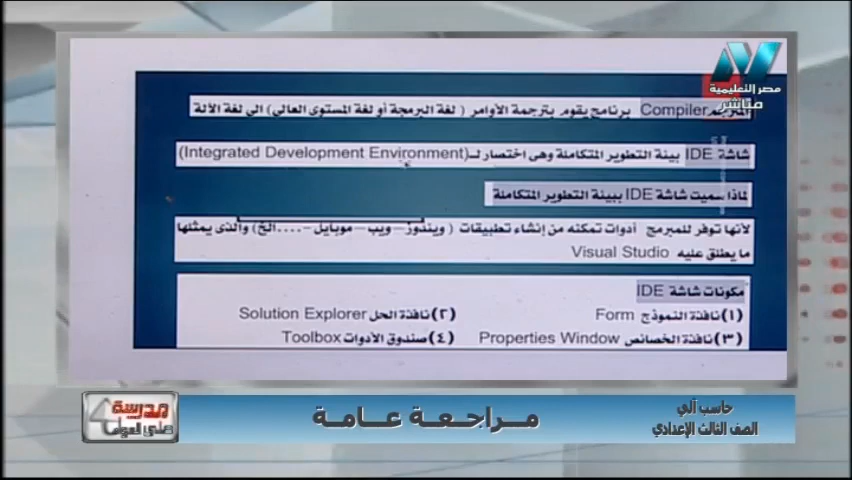 مصر التعليمية
مباشر
المترجم Compiler برنامج يقوم بترجمة الأوامر ( لغة البرمجة أو لغة المستوى العالى) الى لغة الألة
شاشة IDE بيئة التطوير المتكاملة وهى اختصار لـ(Integrated Development Environment)
لماذا سميت شاشة IDE ببيئة التطوير المتكاملة
لأنها توفر للمبرمج أدوات تمكنه من إنشاء تطبيقات ( ويندوز – ويب – موبايل -.... الخ) والذى يمثلها
ما يطلق عليه Visual Studio
مكونات شاشة IDE
(١) نافذة النموذج Form (٢) نافذة الحل Solution Explorer
(٣) نافذة الخصائص Properties Window (٤) صندوق الأدوات Toolbox
حاسب آلي
الصف الثالث الإعدادي
مـراجـعـة عـامـة
مدرسة
على الهواء